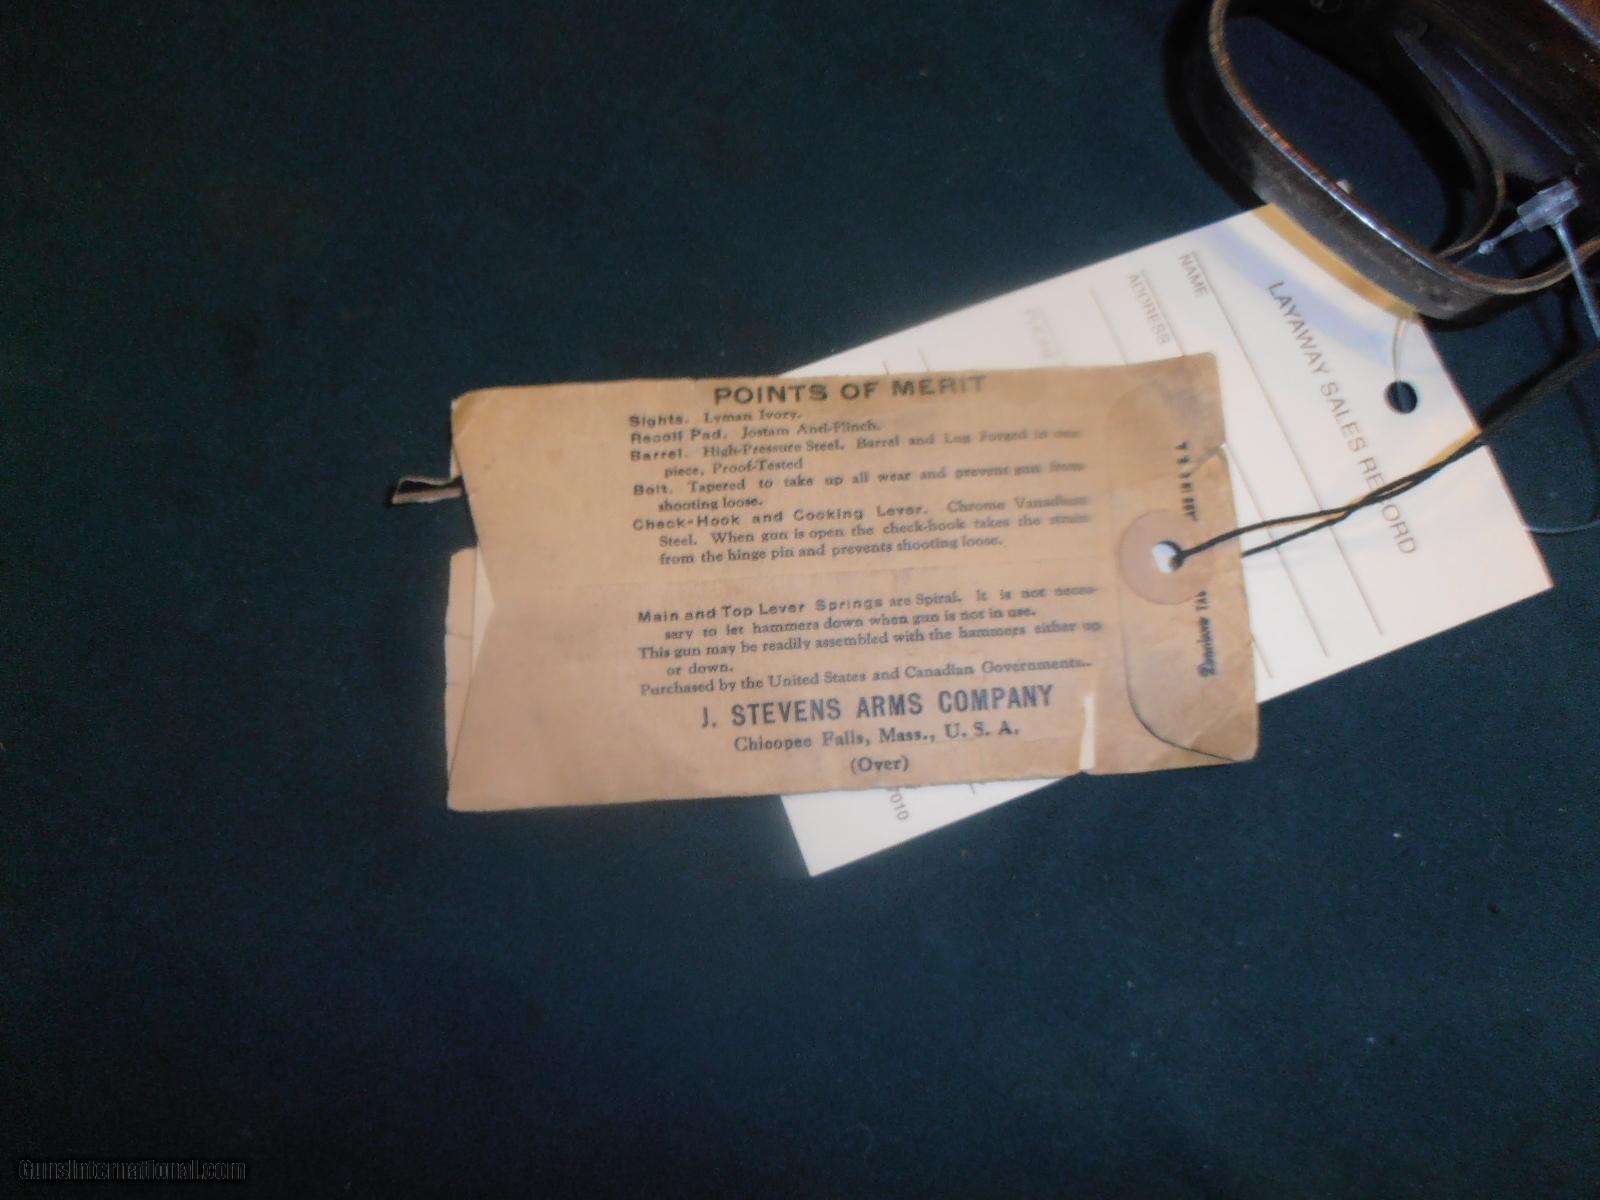 POINTS OF MERIT
Sights. Lyman Ivory.
Recoil Pad. Jostam Anti-Flinch.
Barrel. High-Pressure Steel. Barrel and Lug Forged in one
piece, Proof-Tested
Bolt. Tapered to take up all wear and prevent gun from
shooting loose.
Check-Hook and Cocking Lever. Chrome Vanadium
Steel. When gun is open the check-hook takes the strain
from the hinge pin and prevents shooting loose.
Main and Top Lever Springs are Spiral. It is not neces-
sary to let hammers down when gun is not in use.
This gun may be readily assembled with the hammers either up
or down.
Purchased by the United States and Canadian Governments.
J. STEVENS ARMS COMPANY
Chicopee Falls, Mass., U. S. A.
(Over)
Dennison TAG
LAYAWAY SALES RECORD
NAME
ADDRESS
7010
GunsInternational.com